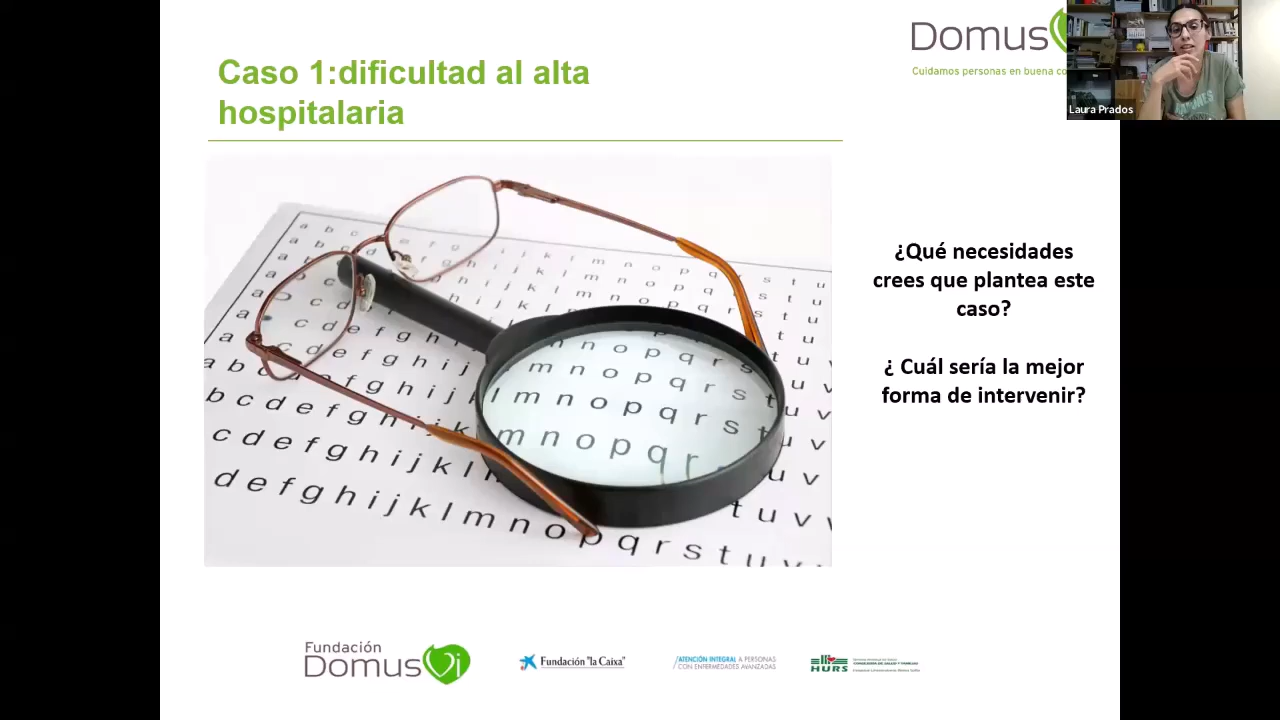 Caso 1:dificultad al alta
hospitalaria
Domus
Cuidamos personas en buena co
Laura Prados
¿Qué necesidades
crees que plantea este
caso?
¿ Cuál sería la mejor
forma de intervenir?
a b c d e f g h i j k l m n o p q r s t u
b c d e f g h i j k l m n o p q r s t u v
c d e f g h i j k l m n o p q r s t u v
d e f g h i j k l m n o p q r s t u v
Fundación
DomusVi
Fundación "la Caixa"
ATENCIÓN INTEGRAL A PERSONAS
CON ENFERMEDADES AVANZADAS
HURS